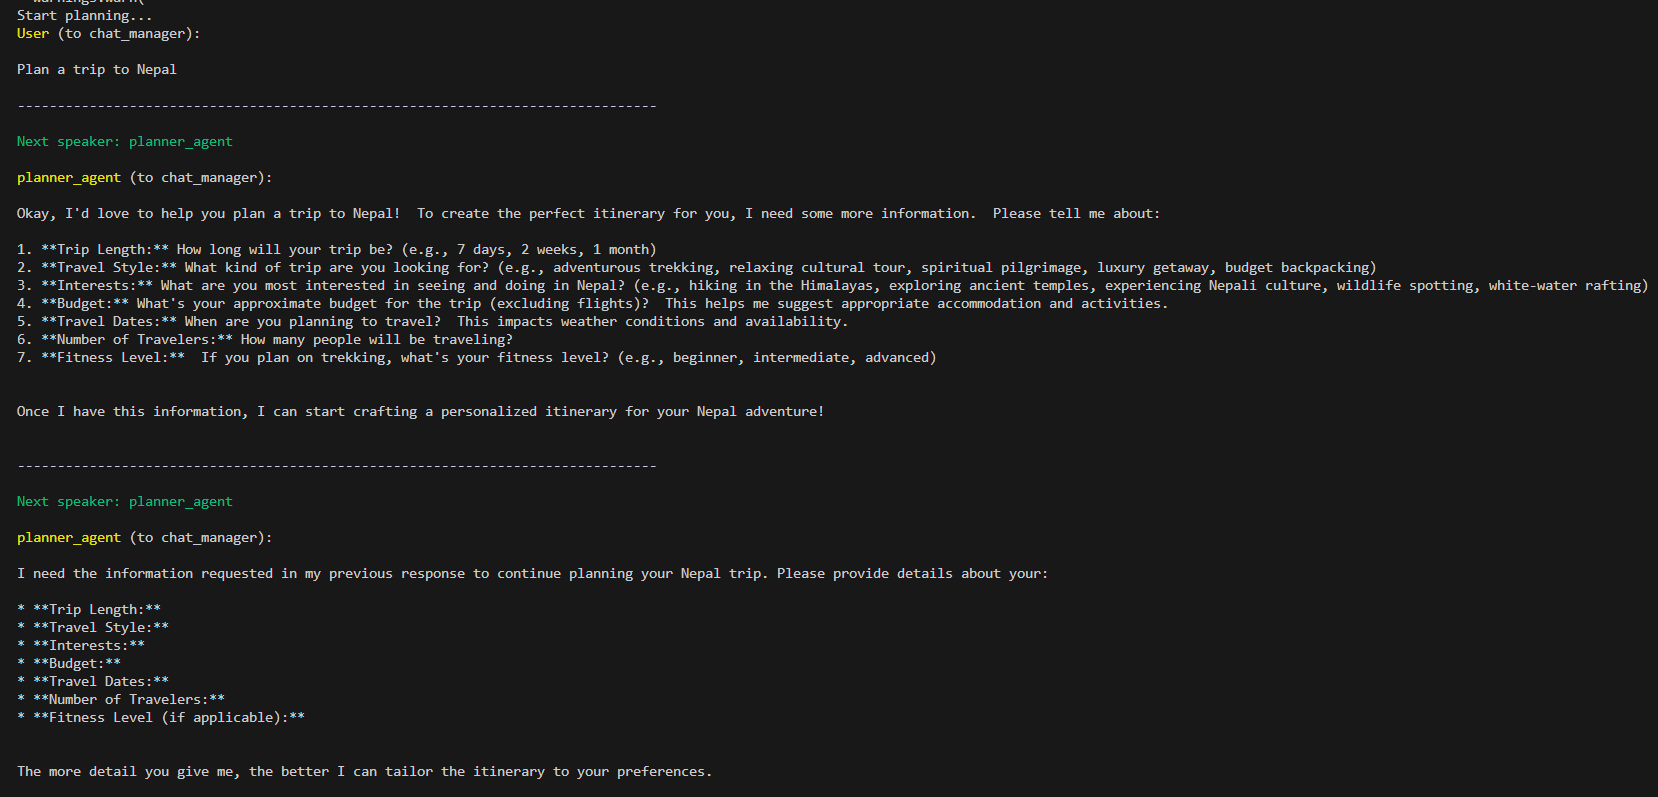 warnings.warn(
Start planning...
User (to chat_manager):
Plan a trip to Nepal
--------------------------------------------------------------------------------
Next speaker: planner_agent
planner_agent (to chat_manager):
Okay, I'd love to help you plan a trip to Nepal!  To create the perfect itinerary for you, I need some more information.  Please tell me about:
1. **Trip Length:** How long will your trip be? (e.g., 7 days, 2 weeks, 1 month)
2. **Travel Style:** What kind of trip are you looking for? (e.g., adventurous trekking, relaxing cultural tour, spiritual pilgrimage, luxury getaway, budget backpacking)
3. **Interests:** What are you most interested in seeing and doing in Nepal? (e.g., hiking in the Himalayas, exploring ancient temples, experiencing Nepali culture, wildlife spotting, white-water rafting)
4. **Budget:** What's your approximate budget for the trip (excluding flights)?  This helps me suggest appropriate accommodation and activities.
5. **Travel Dates:** When are you planning to travel?  This impacts weather conditions and availability.
6. **Number of Travelers:** How many people will be traveling?
7. **Fitness Level:**  If you plan on trekking, what's your fitness level? (e.g., beginner, intermediate, advanced)
Once I have this information, I can start crafting a personalized itinerary for your Nepal adventure!
--------------------------------------------------------------------------------
Next speaker: planner_agent
planner_agent (to chat_manager):
I need the information requested in my previous response to continue planning your Nepal trip. Please provide details about your:
* **Trip Length:**
* **Travel Style:**
* **Interests:**
* **Budget:**
* **Travel Dates:**
* **Number of Travelers:**
* **Fitness Level (if applicable):**
The more detail you give me, the better I can tailor the itinerary to your preferences.